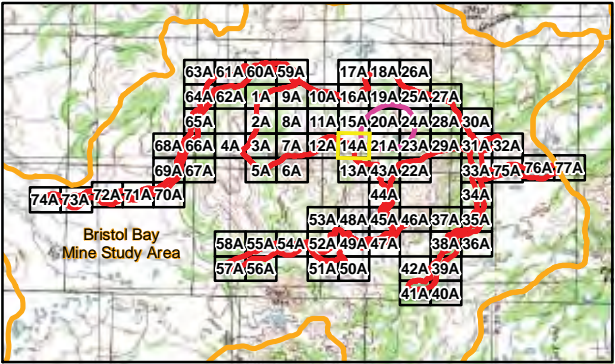 63A 61A 60A 59A 17A 18A 26A
64A 62A 1A 9A 10A 16A 19A 25A 27A
65A 2A 8A 11A 15A 20A 24A 28A 30A
68A 66A 4A 3A 7A 12A 14A 21A 23A 29A 31A 32A
69A 67A 5A 6A 13A 43A 22A 33A 75A 76A 77A
74A 73A 72A 71A 70A 44A 34A
53A 48A 45A 46A 37A 35A
Bristol Bay
Mine Study Area
58A 55A 54A 52A 49A 47A 38A 36A
57A 56A 51A 50A 42A 39A
41A 40A